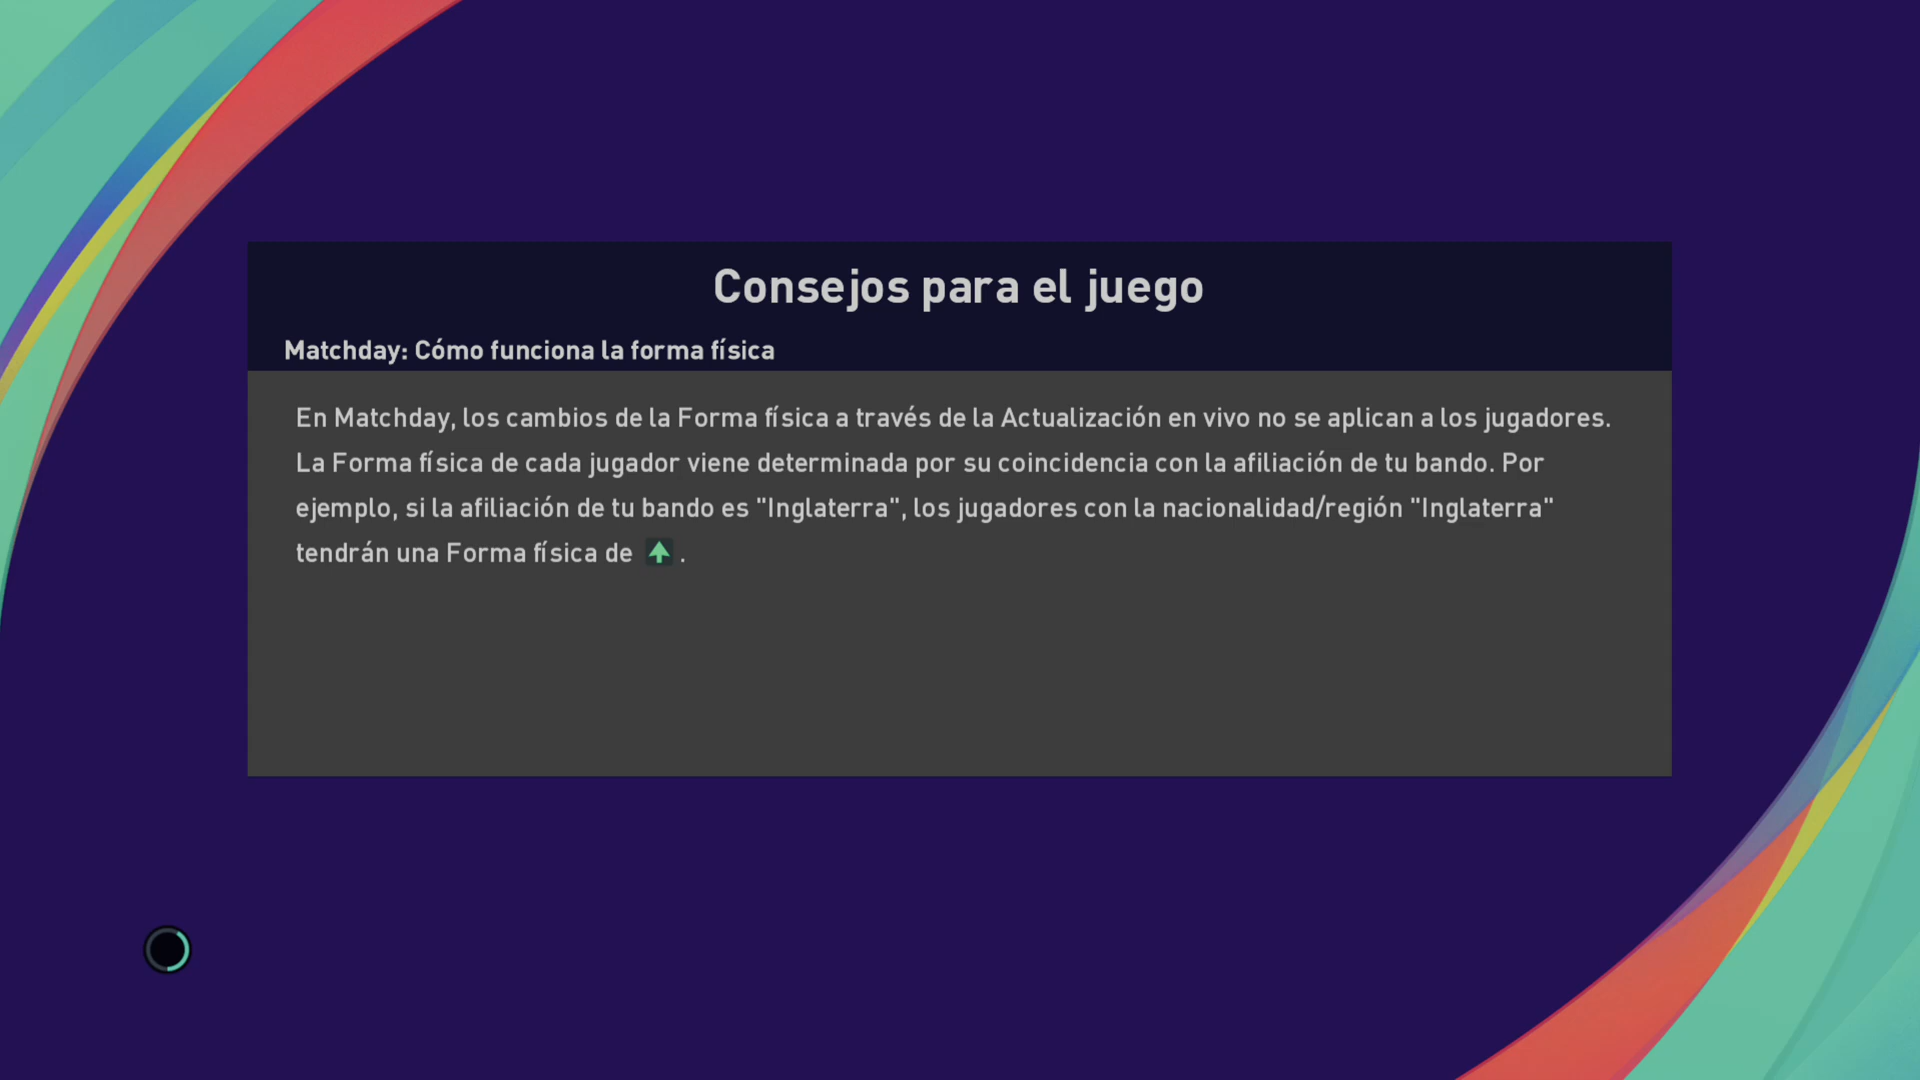 Consejos para el juego
Matchday: Cómo funciona la forma física
En Matchday, los cambios de la Forma física a través de la Actualización en vivo no se aplican a los jugadores.
La Forma física de cada jugador viene determinada por su coincidencia con la afiliación de tu bando. Por
ejemplo, si la afiliación de tu bando es "Inglaterra", los jugadores con la nacionalidad/región "Inglaterra"
tendrán una Forma física de .